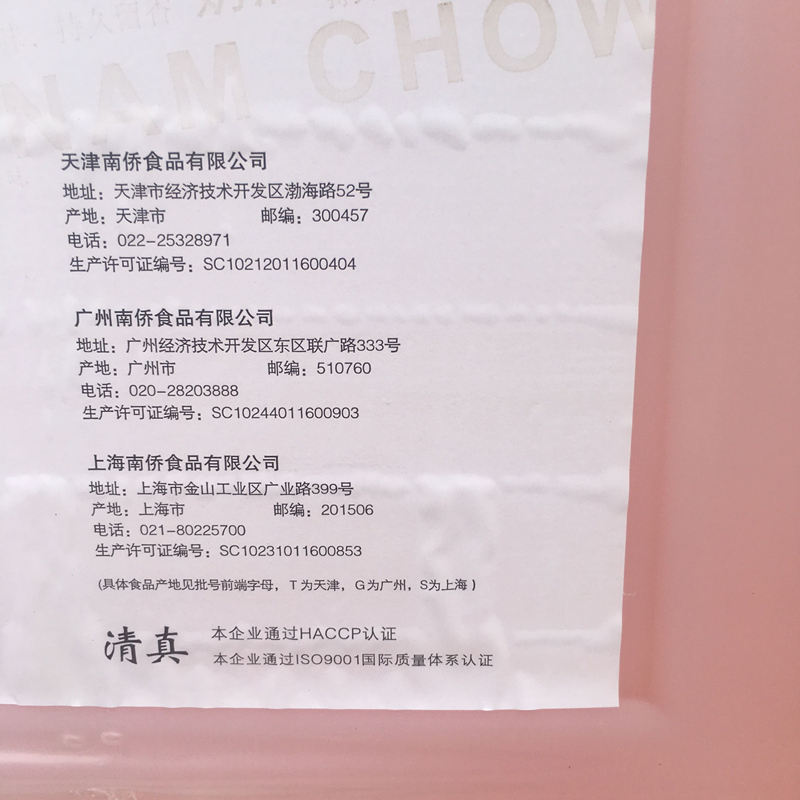 NAM CHOW
天津南侨食品有限公司
地址：天津市经济技术开发区渤海路52号
产地：天津市 邮编：300457
电话：022-25328971
生产许可证编号：SC10212011600404
广州南侨食品有限公司
地址：广州经济技术开发区东区联广路333号
产地：广州市 邮编：510760
电话：020-28203888
生产许可证编号：SC10244011600903
上海南侨食品有限公司
地址：上海市金山工业区广业路399号
产地：上海市 邮编：201506
电话：021-80225700
生产许可证编号：SC10231011600853
（具体食品产地见批号前端字母，T为天津，G为广州，S为上海）
清真 本企业通过HACCP认证
本企业通过ISO9001国际质量体系认证